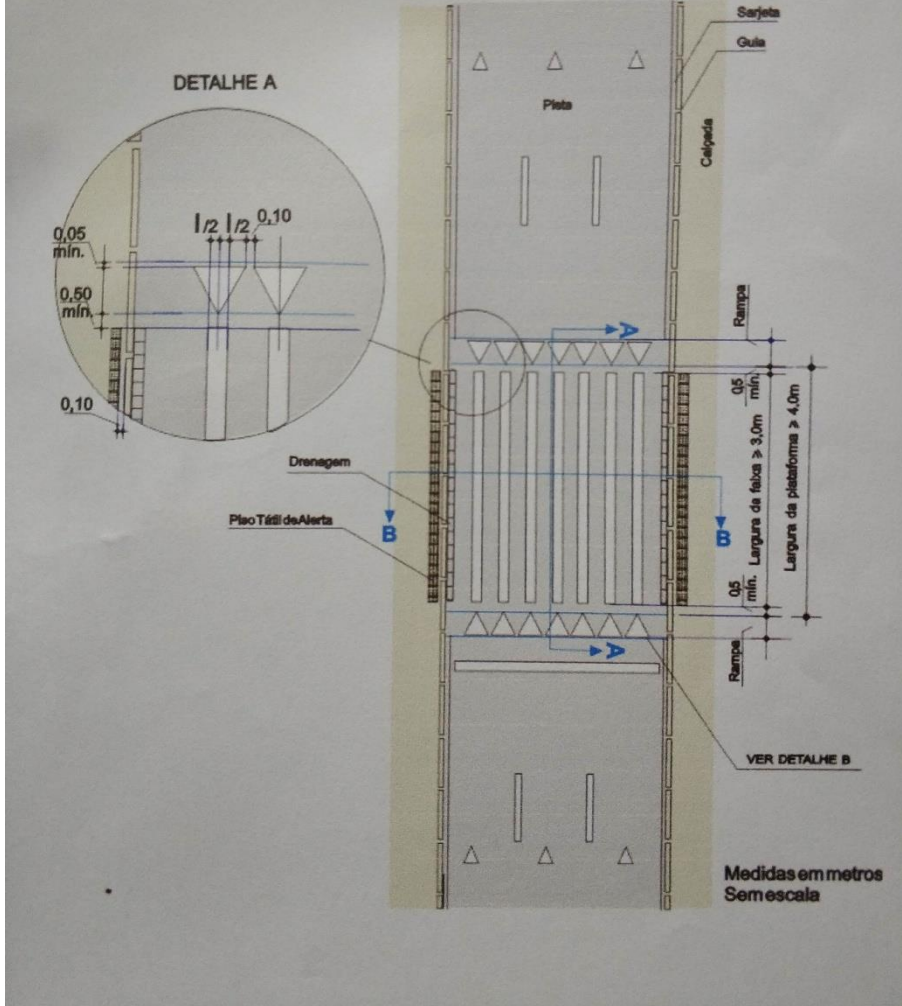 Sarjeta
Guia
Pista
Calçada
DETALHE A
l/2 l/2 0,10
0,05
mín.
0,50
mín.
0,10
A
Rampa
0,5
mín.
Largura da faixa ≥ 3,0m
Largura da plataforma ≥ 4,0m
Drenagem
Piso Tátil de Alerta
B
B
0,5
mín.
Rampa
A
VER DETALHE B
Medidas em metros
Sem escala